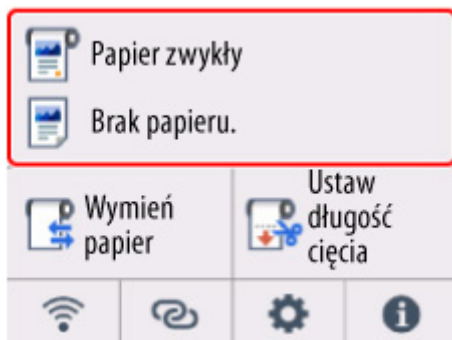 Papier zwykły
Brak papieru.
Wymień
papier
Ustaw
długość
cięcia